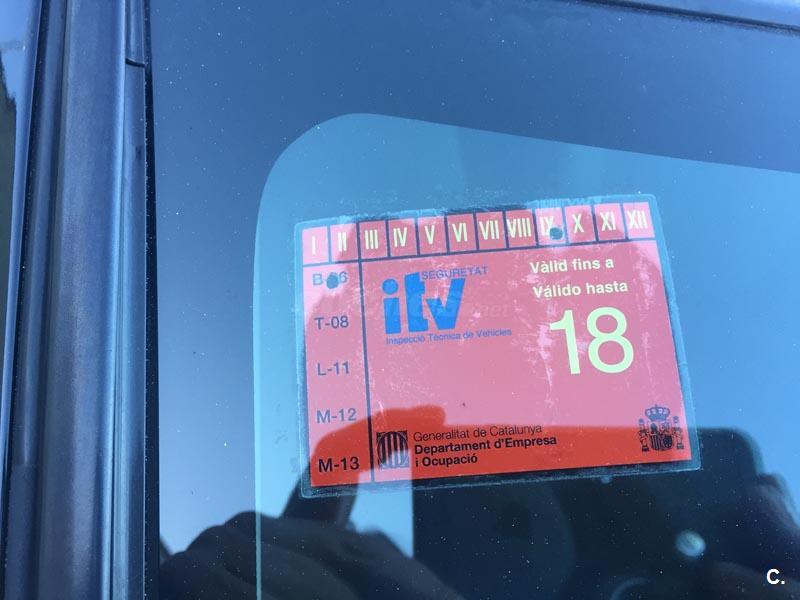 I II III IV V VI VII VIII IX X XI XII
SEGURETAT
itv
Inspecció Tècnica de Vehicles
Vàlid fins a
Válido hasta
18
T-08
L-11
M-12
M-13
Generalitat de Catalunya
Departament d'Empresa
i Ocupació
C.